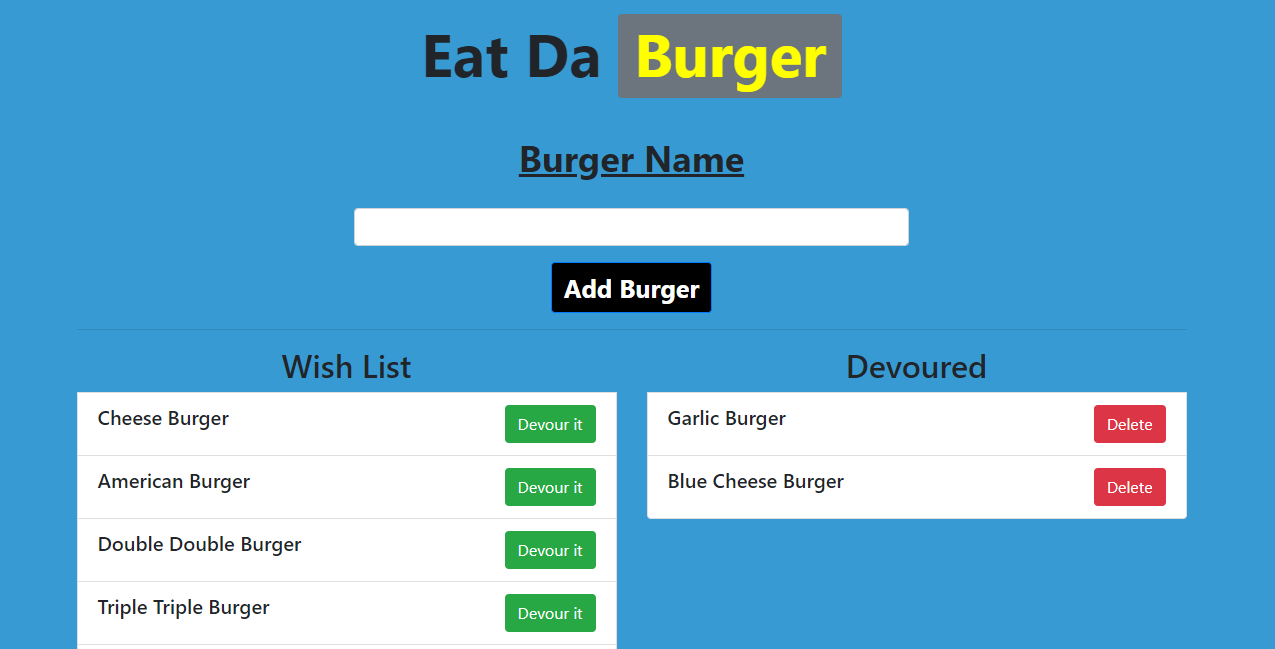 Eat Da Burger
Burger Name
Add Burger
Wish List
Cheese Burger Devour it
American Burger Devour it
Double Double Burger Devour it
Triple Triple Burger Devour it
Devoured
Garlic Burger Delete
Blue Cheese Burger Delete